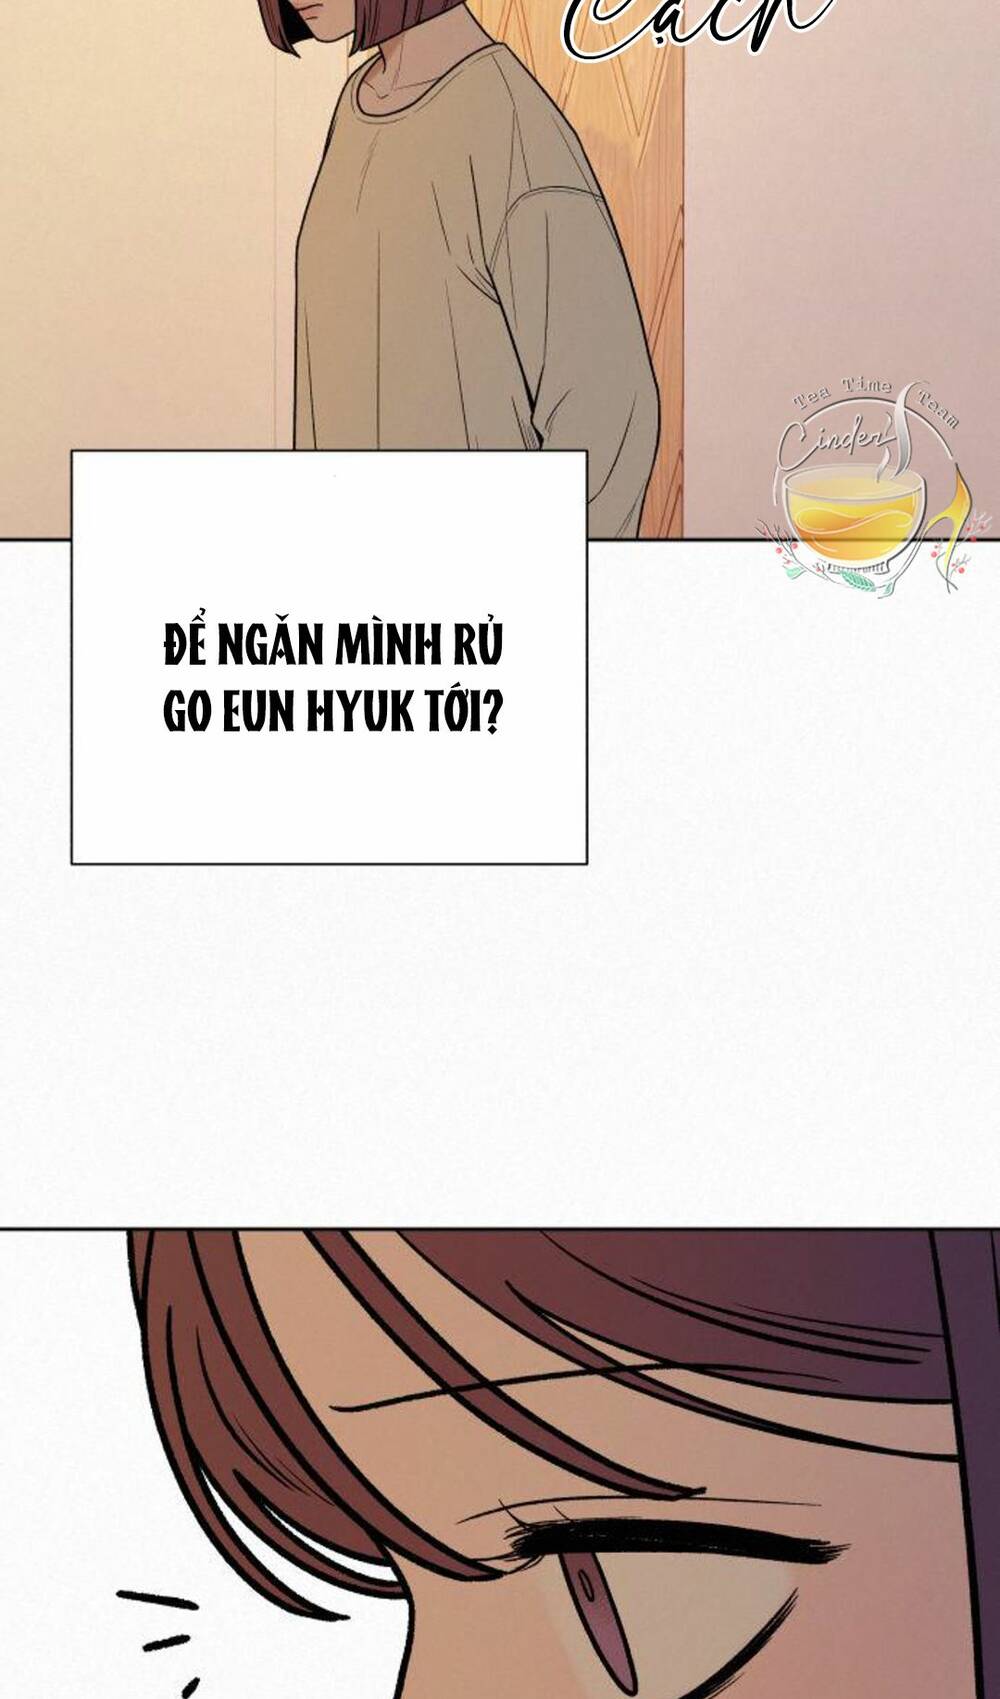 Cạch
Tea Time Team
Cinder's
ĐỂ NGĂN MÌNH RỦ
GO EUN HYUK TỚI?